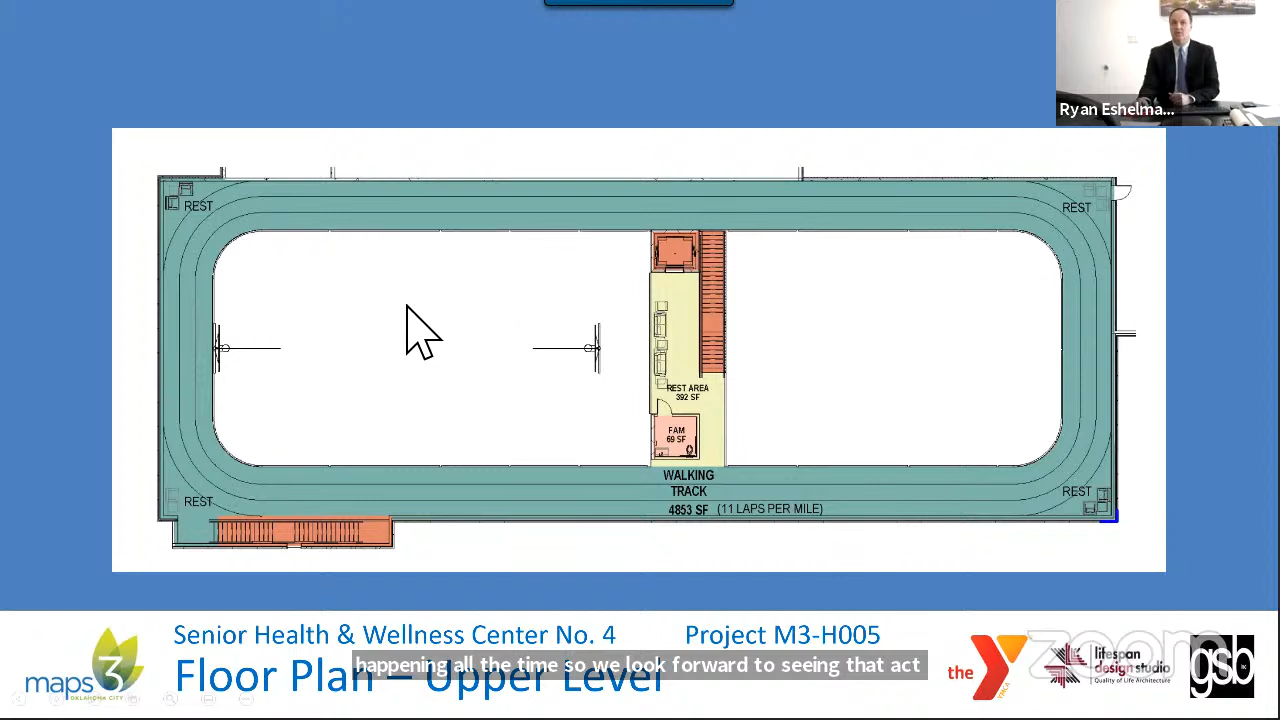 Ryan Eshelma...
REST
REST
REST AREA
392 SF
FAM
69 SF
REST
REST
WALKING
TRACK
4853 SF (11 LAPS PER MILE)
Senior Health & Wellness Center No. 4 Project M3-H005
Floor Plan – Upper Level
happening all the time so we look forward to seeing that act
maps 3
OKLAHOMA CITY
the Y
YMCA
lifespan
design studio
Quality of Life Architecture
gsb
zoom